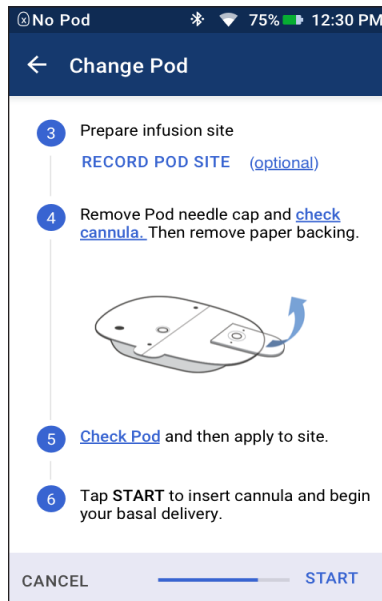 No Pod 75% 12:30 PM
Change Pod
3 Prepare infusion site
RECORD POD SITE (optional)
4 Remove Pod needle cap and check
cannula. Then remove paper backing.
5 Check Pod and then apply to site.
6 Tap START to insert cannula and begin
your basal delivery.
CANCEL START